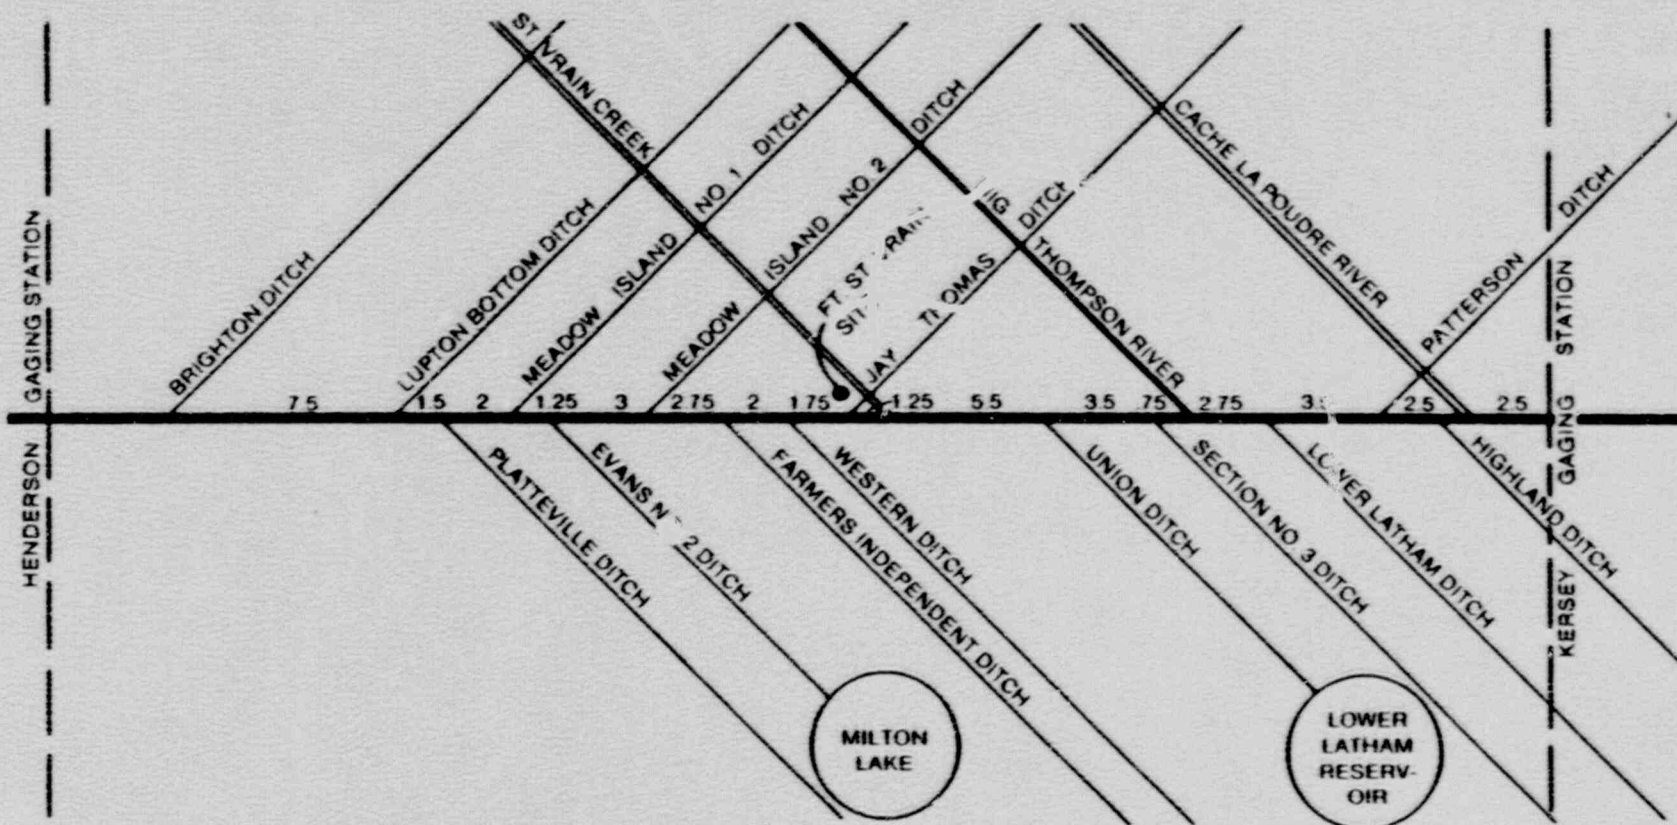 HENDERSON GAGING STATION
BRIGHTON DITCH
ST. VRAIN CREEK
LUPTON BOTTOM DITCH
MEADOW ISLAND NO. 1 DITCH
MEADOW ISLAND NO. 2 DITCH
FT. ST.
JAY DITCH
THOMPSON RIVER
CACHE LA POUDRE RIVER
PATTERSON DITCH
KERSEY GAGING STATION
7.5 1.5 2 1.25 3 2.75 2 1.75 1.25 5.5 3.5 .75 2.75 2.5 2.5
PLATTEVILLE DITCH
EVANS 2 DITCH
FARMERS INDEPENDENT DITCH
WESTERN DITCH
UNION DITCH
SECTION NO. 3 DITCH
LATHAM DITCH
HIGHLAND DITCH
MILTON
LAKE
LOWER
LATHAM
RESERV-
OIR